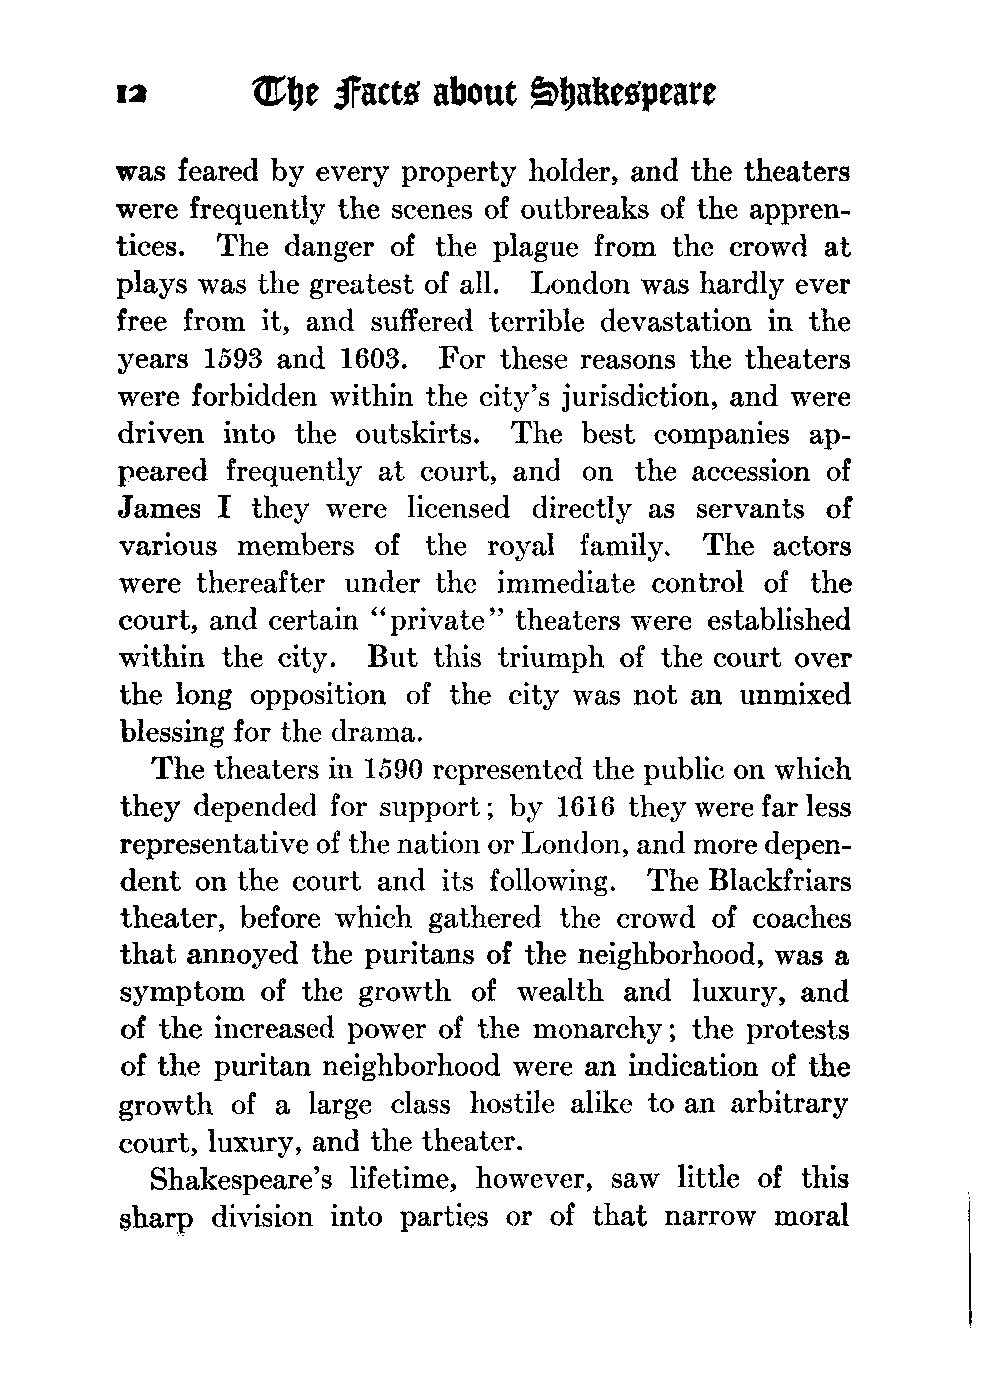 12 The Facts about Shakespeare
was feared by every property holder, and the theaters
were frequently the scenes of outbreaks of the appren-
tices. The danger of the plague from the crowd at
plays was the greatest of all. London was hardly ever
free from it, and suffered terrible devastation in the
years 1593 and 1603. For these reasons the theaters
were forbidden within the city's jurisdiction, and were
driven into the outskirts. The best companies ap-
peared frequently at court, and on the accession of
James I they were licensed directly as servants of
various members of the royal family. The actors
were thereafter under the immediate control of the
court, and certain "private" theaters were established
within the city. But this triumph of the court over
the long opposition of the city was not an unmixed
blessing for the drama.
The theaters in 1590 represented the public on which
they depended for support; by 1616 they were far less
representative of the nation or London, and more depen-
dent on the court and its following. The Blackfriars
theater, before which gathered the crowd of coaches
that annoyed the puritans of the neighborhood, was a
symptom of the growth of wealth and luxury, and
of the increased power of the monarchy; the protests
of the puritan neighborhood were an indication of the
growth of a large class hostile alike to an arbitrary
court, luxury, and the theater.
Shakespeare's lifetime, however, saw little of this
sharp division into parties or of that narrow moral